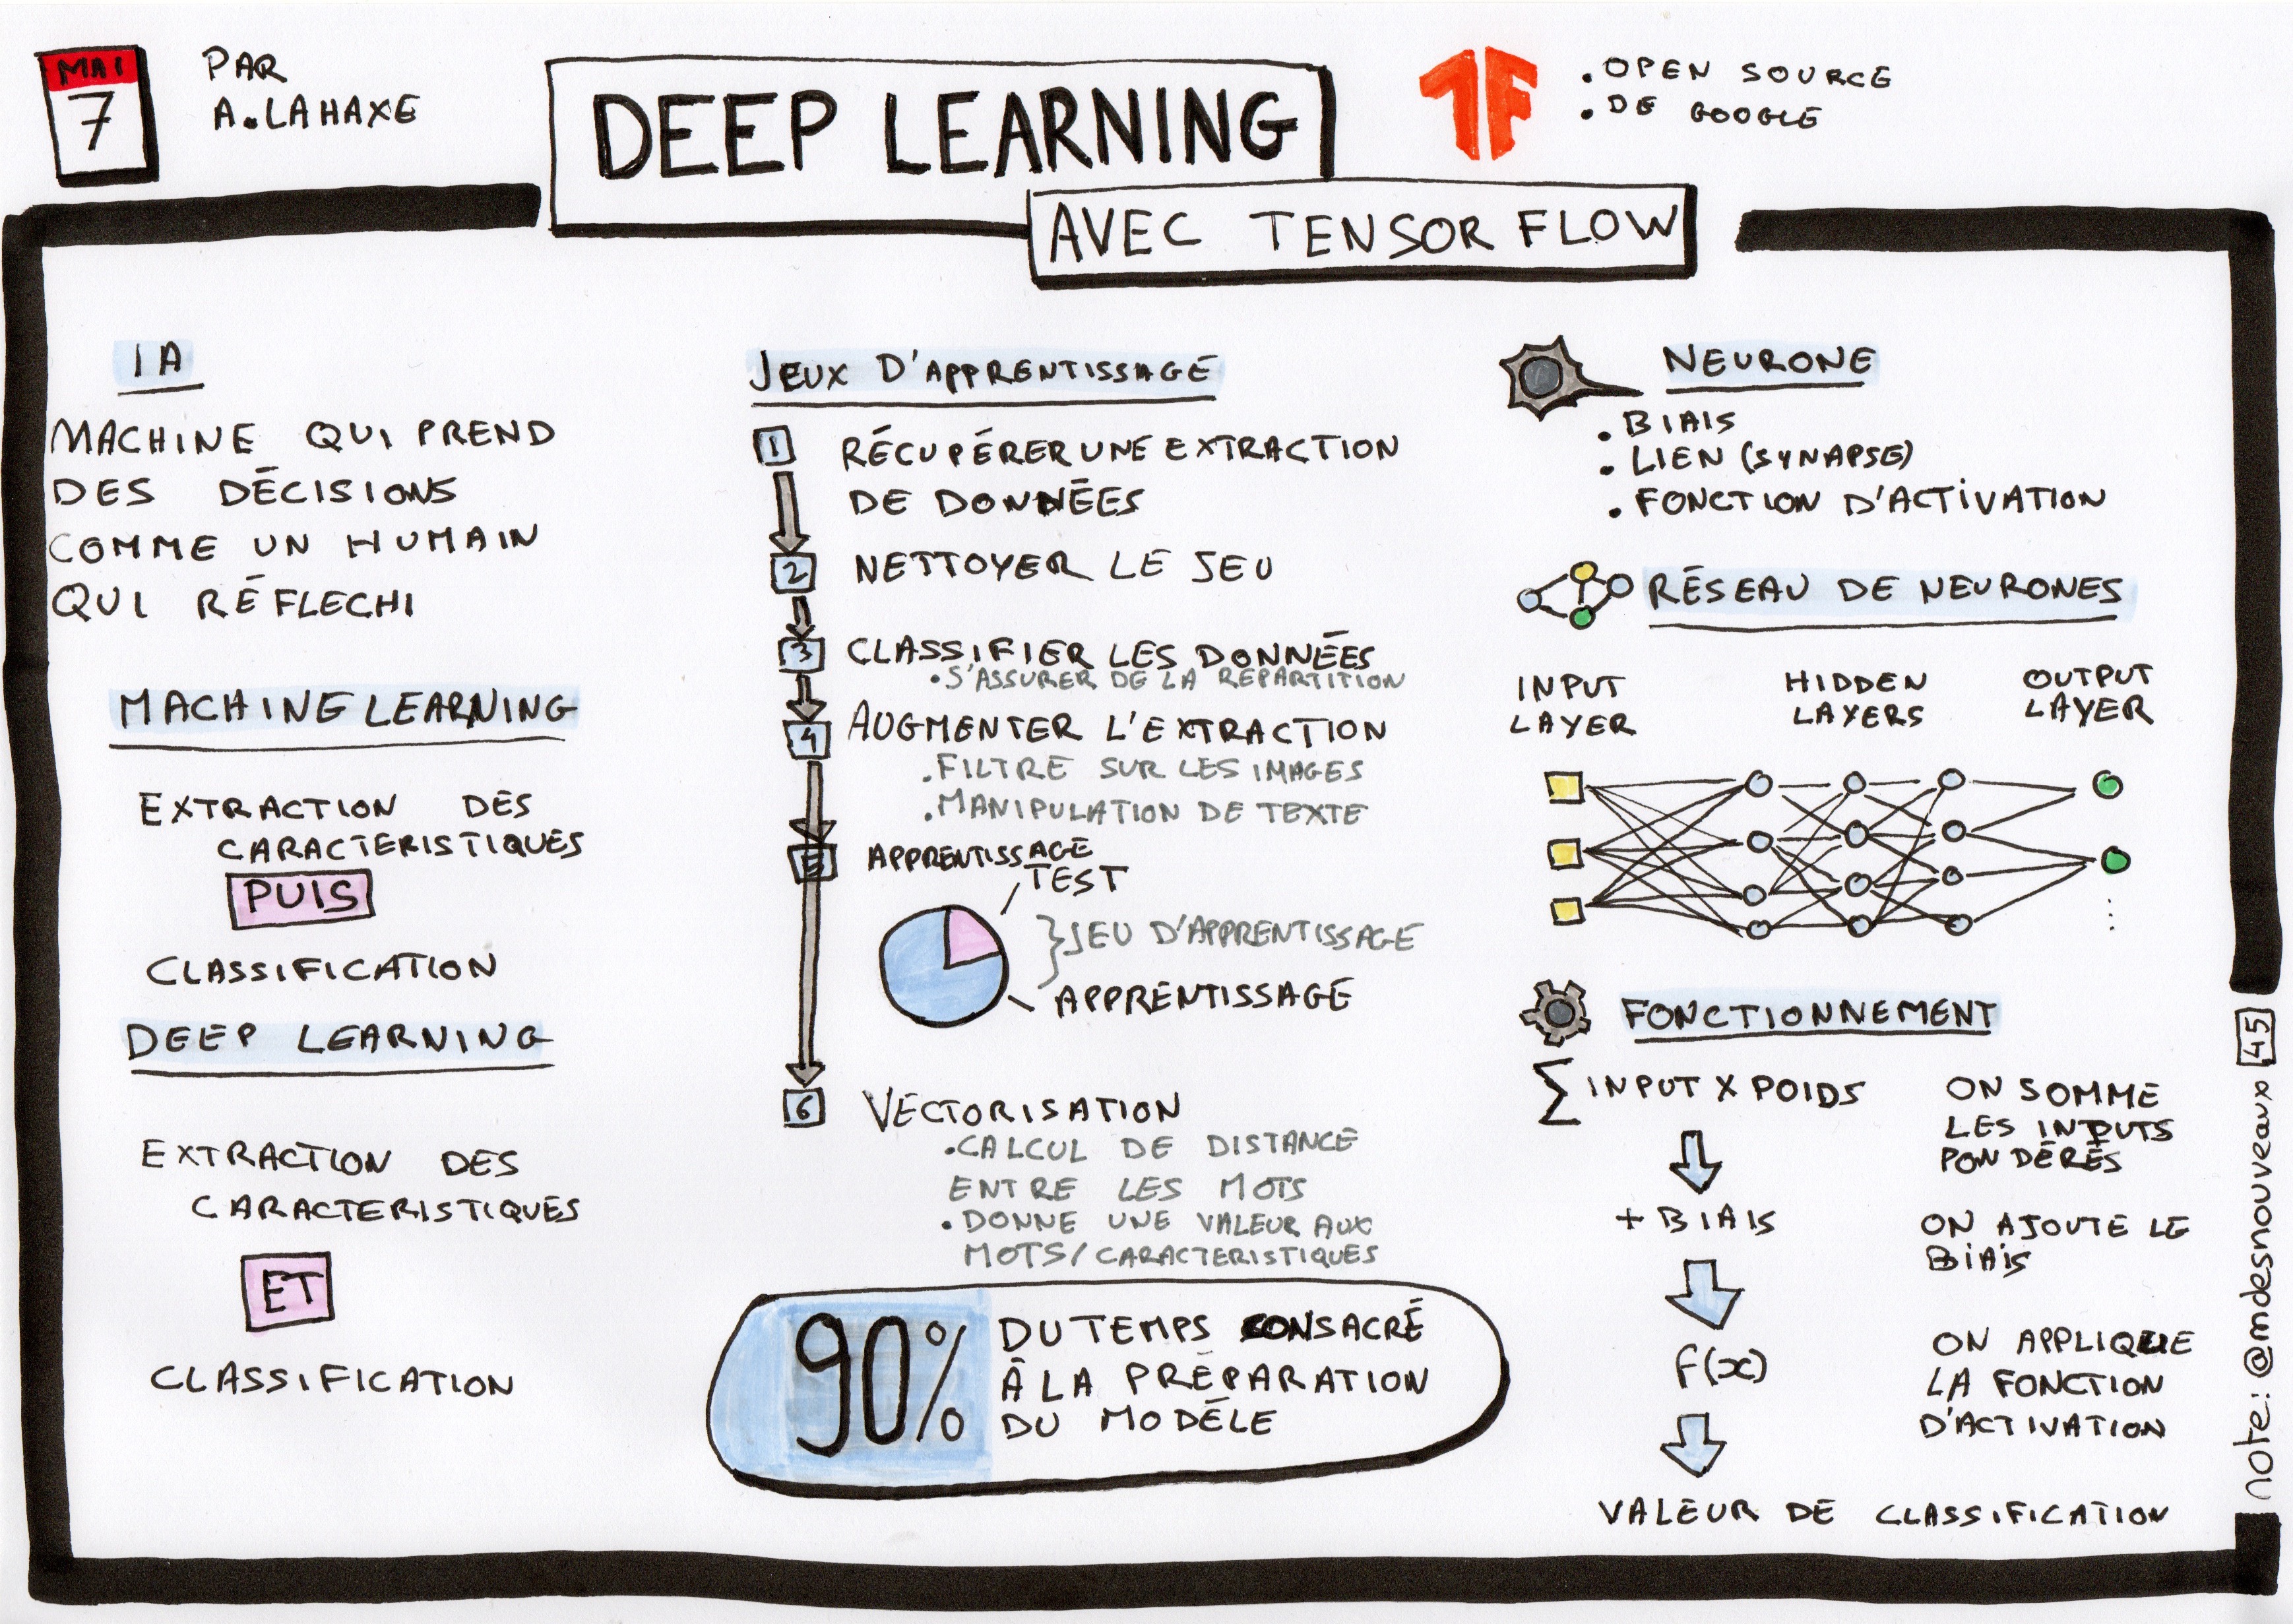 MAI
7
PAR
A.LAHAXE
DEEP LEARNING
AVEC TENSOR FLOW
TF
. OPEN SOURCE
. DE GOOGLE
IA
MACHINE QUI PREND
DES DÉCISIONS
COMME UN HUMAIN
QUI RÉFLECHI
MACHINE LEARNING
EXTRACTION DES
CARACTERISTIQUES
PUIS
CLASSIFICATION
DEEP LEARNING
EXTRACTION DES
CARACTERISTIQUES
ET
CLASSIFICATION
JEUX D'APPRENTISSAGE
1 RÉCUPÉRER UNE EXTRACTION
DE DONNÉES
2 NETTOYER LE JEU
3 CLASSIFIER LES DONNÉES
. S'ASSURER DE LA REPARTITION
4 AUGMENTER L'EXTRACTION
. FILTRE SUR LES IMAGES
. MANIPULATION DE TEXTE
5 APPRENTISSAGE
TEST
JEU D'APPRENTISSAGE
APPRENTISSAGE
6 VECTORISATION
. CALCUL DE DISTANCE
ENTRE LES MOTS
. DONNE UNE VALEUR AUX
MOTS/CARACTERISTIQUES
90% DU TEMPS CONSACRÉ
À LA PRÉPARATION
DU MODÉLE
NEURONE
. BIAIS
. LIEN (SYNAPSE)
. FONCTION D'ACTIVATION
RÉSEAU DE NEURONES
INPUT
LAYER
HIDDEN
LAYERS
OUTPUT
LAYER
...
FONCTIONNEMENT
∑ INPUT X POIDS
ON SOMME
LES INPUTS
PONDÉRÉS
+ BIAIS
ON AJOUTE LE
BIAIS
F(x)
ON APPLIQUE
LA FONCTION
D'ACTIVATION
VALEUR DE CLASSIFICATION
note: @mdesnouveaux 45